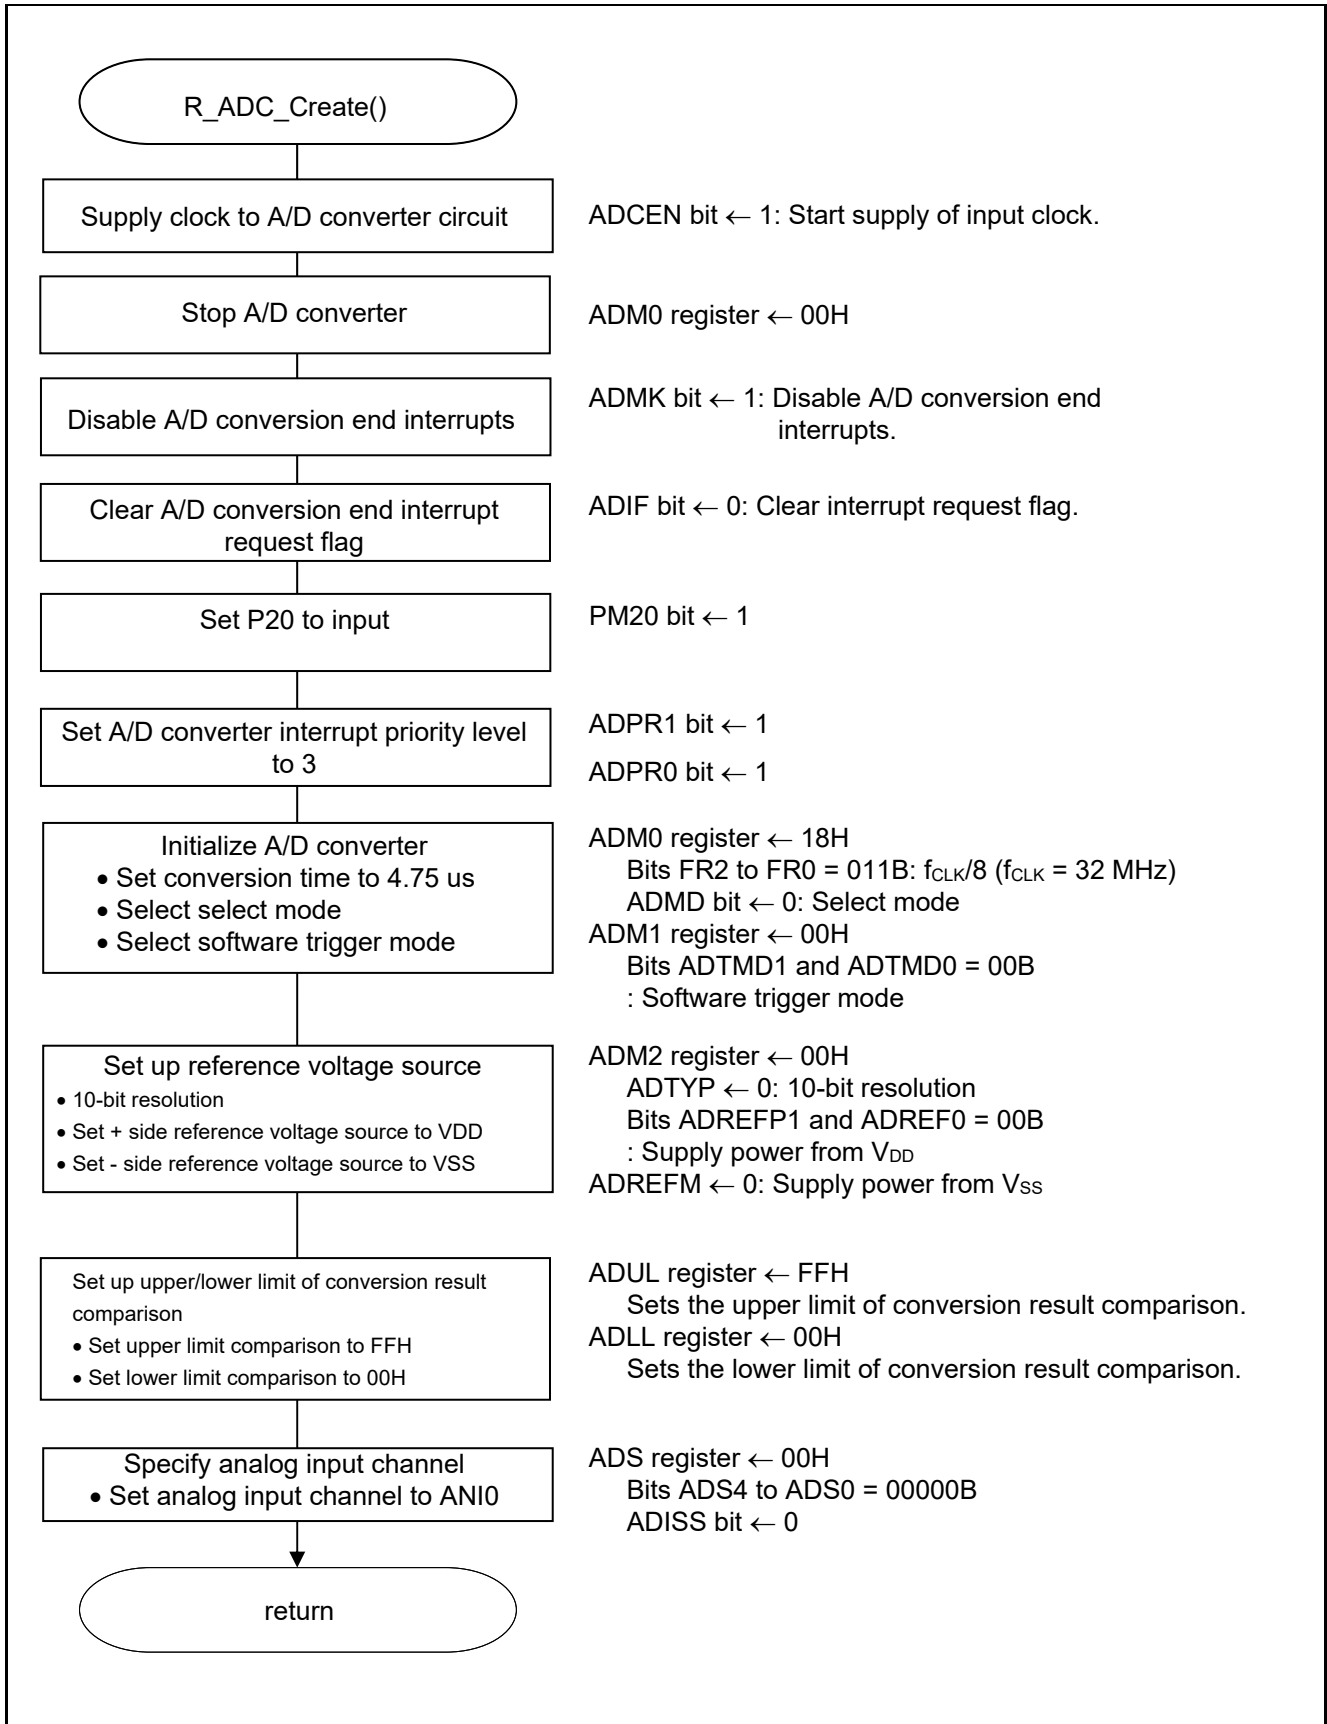 R_ADC_Create()
Supply clock to A/D converter circuit
ADCEN bit ← 1: Start supply of input clock.
Stop A/D converter
ADM0 register ← 00H
Disable A/D conversion end interrupts
ADMK bit ← 1: Disable A/D conversion end
interrupts.
Clear A/D conversion end interrupt
request flag
ADIF bit ← 0: Clear interrupt request flag.
Set P20 to input
PM20 bit ← 1
Set A/D converter interrupt priority level
to 3
ADPR1 bit ← 1
ADPR0 bit ← 1
Initialize A/D converter
• Set conversion time to 4.75 us
• Select select mode
• Select software trigger mode
ADM0 register ← 18H
Bits FR2 to FR0 = 011B: fCLK/8 (fCLK = 32 MHz)
ADMD bit ← 0: Select mode
ADM1 register ← 00H
Bits ADTMD1 and ADTMD0 = 00B
: Software trigger mode
Set up reference voltage source
• 10-bit resolution
• Set + side reference voltage source to VDD
• Set - side reference voltage source to VSS
ADM2 register ← 00H
ADTYP ← 0: 10-bit resolution
Bits ADREFP1 and ADREF0 = 00B
: Supply power from VDD
ADREFM ← 0: Supply power from VSS
Set up upper/lower limit of conversion result
comparison
• Set upper limit comparison to FFH
• Set lower limit comparison to 00H
ADUL register ← FFH
Sets the upper limit of conversion result comparison.
ADLL register ← 00H
Sets the lower limit of conversion result comparison.
Specify analog input channel
• Set analog input channel to ANI0
ADS register ← 00H
Bits ADS4 to ADS0 = 00000B
ADISS bit ← 0
return